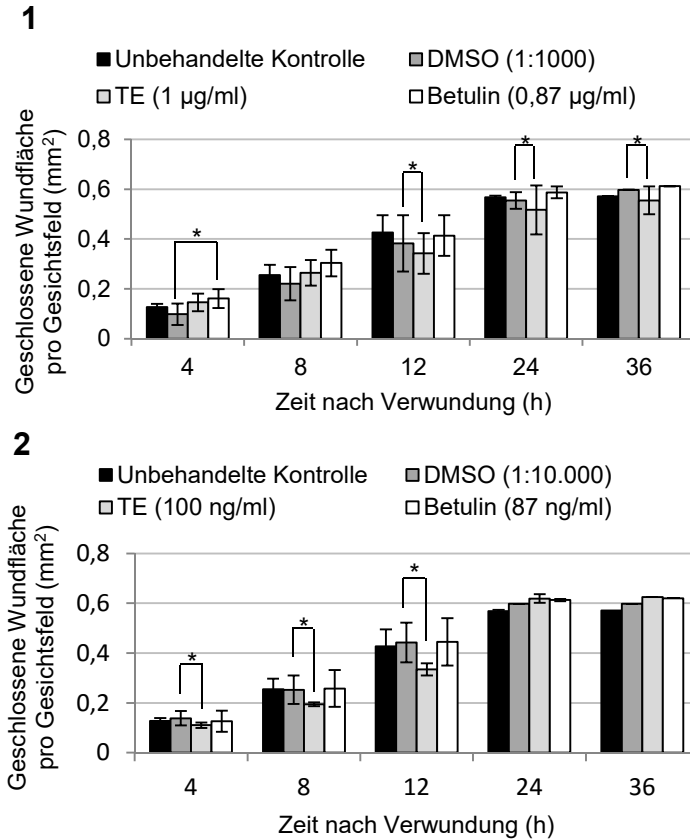 1
Unbehandelte Kontrolle DMSO (1:1000)
TE (1 µg/ml) Betulin (0,87 µg/ml)
Geschlossene Wundfläche
pro Gesichtsfeld (mm²)
0,8
0,6
0,4
0,2
0
* * * *
4 8 12 24 36
Zeit nach Verwundung (h)
2
Unbehandelte Kontrolle DMSO (1:10.000)
TE (100 ng/ml) Betulin (87 ng/ml)
Geschlossene Wundfläche
pro Gesichtsfeld (mm²)
0,8
0,6
0,4
0,2
0
* * *
4 8 12 24 36
Zeit nach Verwundung (h)